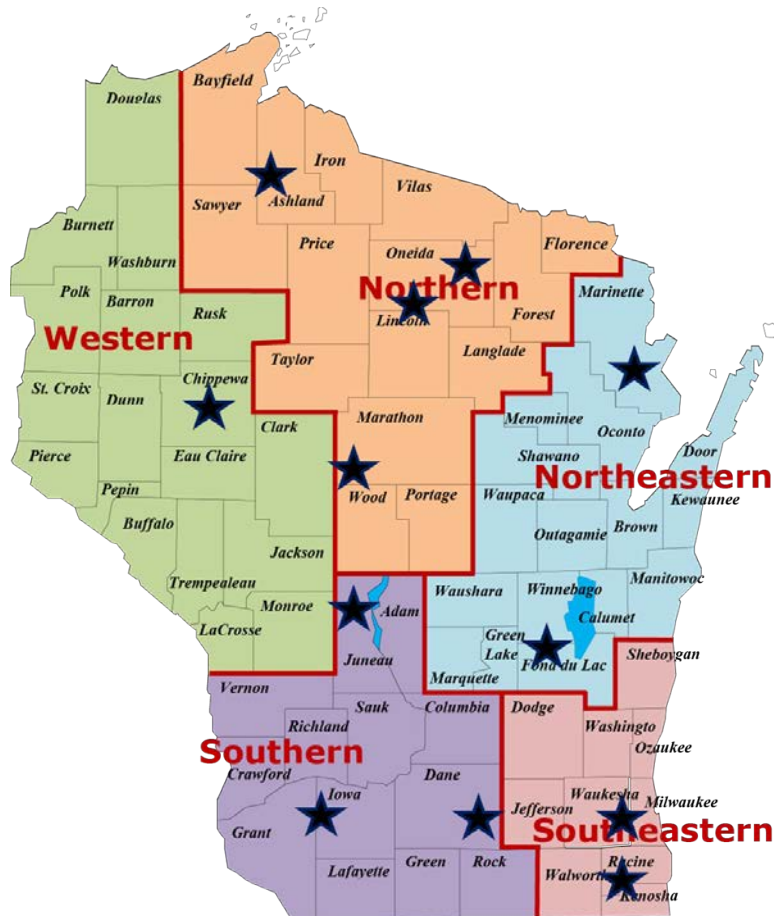 Bayfield
Douglas
Iron
Vilas
Ashland
Sawyer
Burnett
Price
Oneida
Florence
Washburn
Northern
Polk
Barron
Rusk
Marinette
Forest
Lincoln
Western
Langlade
Taylor
Chippewa
St. Croix
Dunn
Marathon
Menominee
Clark
Oconto
Door
Pierce
Eau Claire
Shawano
Northeastern
Pepin
Wood
Portage
Waupaca
Kewaunee
Buffalo
Outagamie
Brown
Jackson
Trempealeau
Waushara
Winnebago
Manitowoc
Monroe
Adam
Calumet
LaCrosse
Green
Lake
Juneau
Fond du Lac
Sheboygan
Marquette
Vernon
Sauk
Columbia
Dodge
Richland
Washingto
Ozaukee
Southern
Crawford
Dane
Iowa
Waukesha
Milwaukee
Jefferson
Grant
Southeastern
Lafayette
Green
Rock
Racine
Walworth
Kenosha